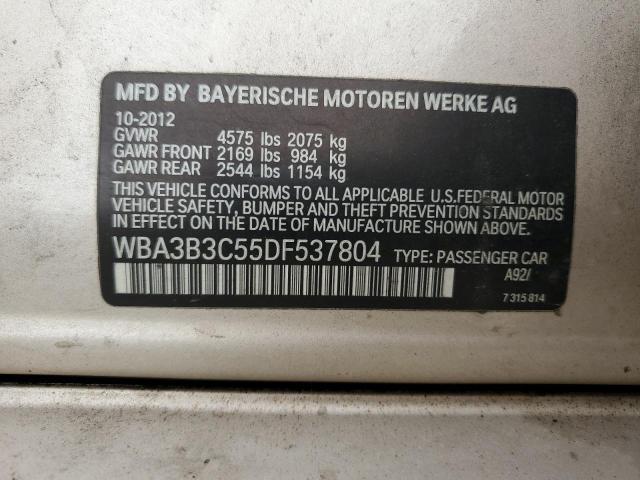 MFD BY BAYERISCHE MOTOREN WERKE AG
10-2012
GVWR 4575 lbs 2075 kg
GAWR FRONT 2169 lbs 984 kg
GAWR REAR 2544 lbs 1154 kg
THIS VEHICLE CONFORMS TO ALL APPLICABLE U.S.FEDERAL MOTOR
VEHICLE SAFETY, BUMPER AND THEFT PREVENTION STANDARDS
IN EFFECT ON THE DATE OF MANUFACTURE SHOWN ABOVE.
WBA3B3C55DF537804 TYPE: PASSENGER CAR
A92/
7 315 814